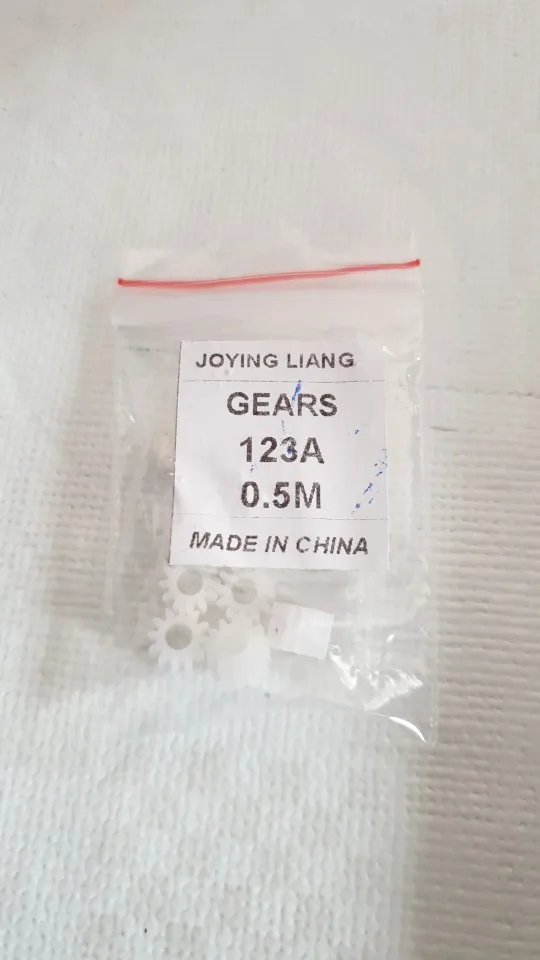 JOYING LIANG
GEARS
123A
0.5M
MADE IN CHINA